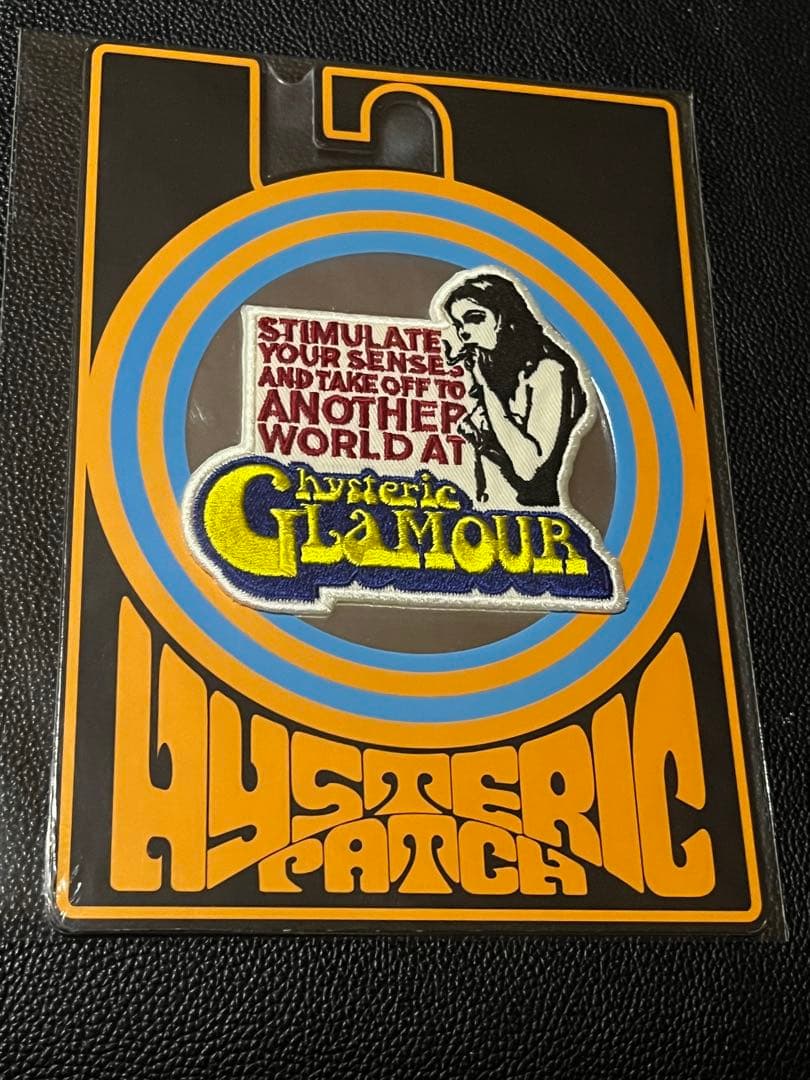 STIMULATE
YOUR SENSES
AND TAKE OFF TO
ANOTHER
WORLD AT
hysteric
GLaMOUR
HYSTERIC
PATCH